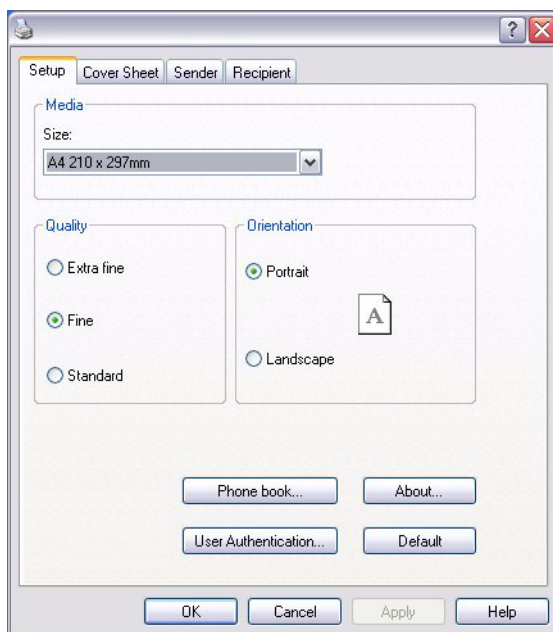 Setup Cover Sheet Sender Recipient
Media
Size:
A4 210 x 297mm
Quality
Extra fine
Fine
Standard
Orientation
Portrait
A
Landscape
Phone book... About...
User Authentication... Default
OK Cancel Apply Help